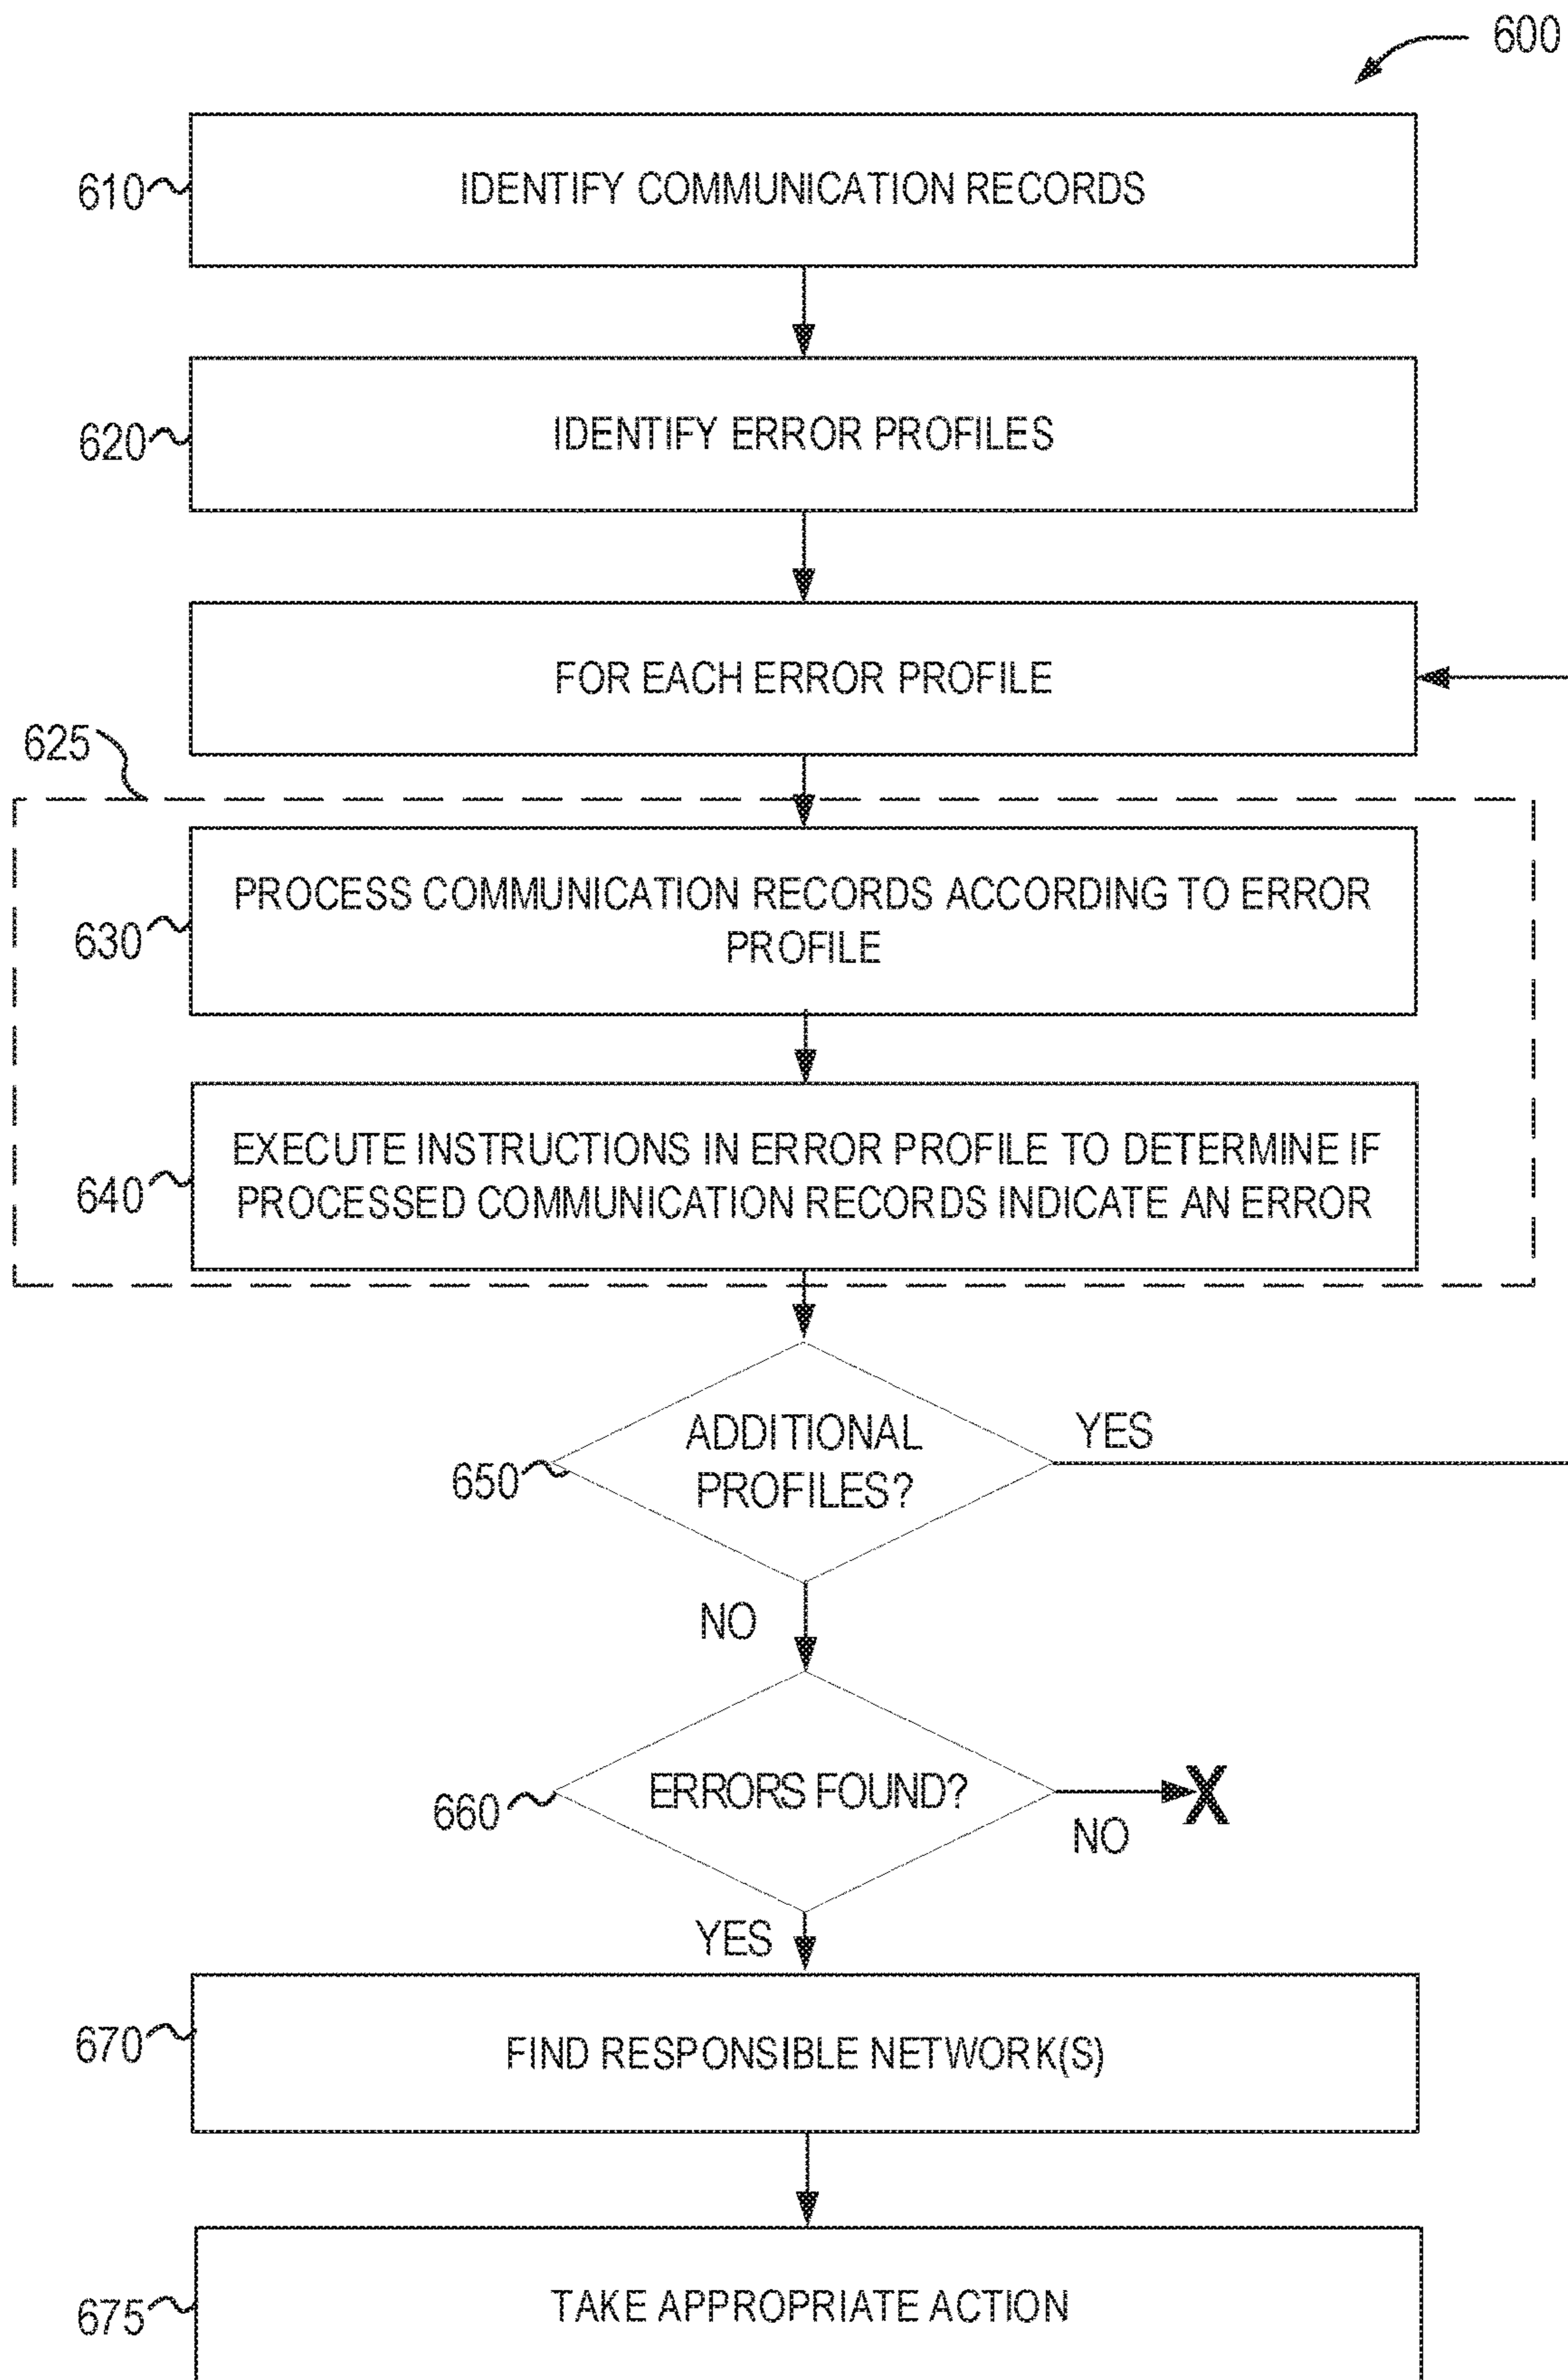 600
610
IDENTIFY COMMUNICATION RECORDS
620
IDENTIFY ERROR PROFILES
FOR EACH ERROR PROFILE
625
630
PROCESS COMMUNICATION RECORDS ACCORDING TO ERROR
PROFILE
640
EXECUTE INSTRUCTIONS IN ERROR PROFILE TO DETERMINE IF
PROCESSED COMMUNICATION RECORDS INDICATE AN ERROR
650
ADDITIONAL
PROFILES?
YES
NO
660
ERRORS FOUND?
NO
X
YES
670
FIND RESPONSIBLE NETWORK(S)
675
TAKE APPROPRIATE ACTION